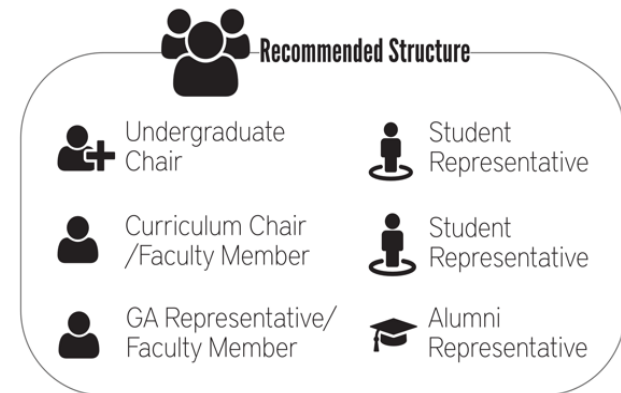 Recommended Structure
Undergraduate
Chair
Student
Representative
Curriculum Chair
/Faculty Member
Student
Representative
GA Representative/
Faculty Member
Alumni
Representative